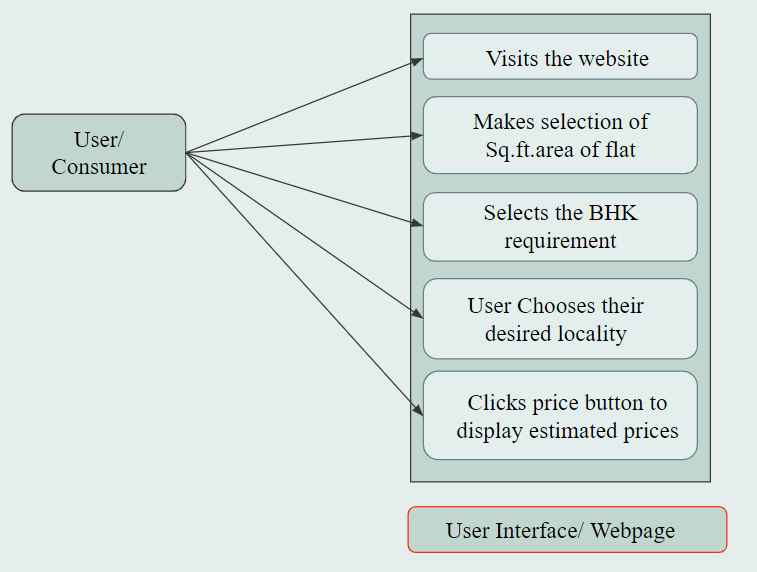 User/
Consumer
Visits the website
Makes selection of
Sq.ft.area of flat
Selects the BHK
requirement
User Chooses their
desired locality
Clicks price button to
display estimated prices
User Interface/ Webpage